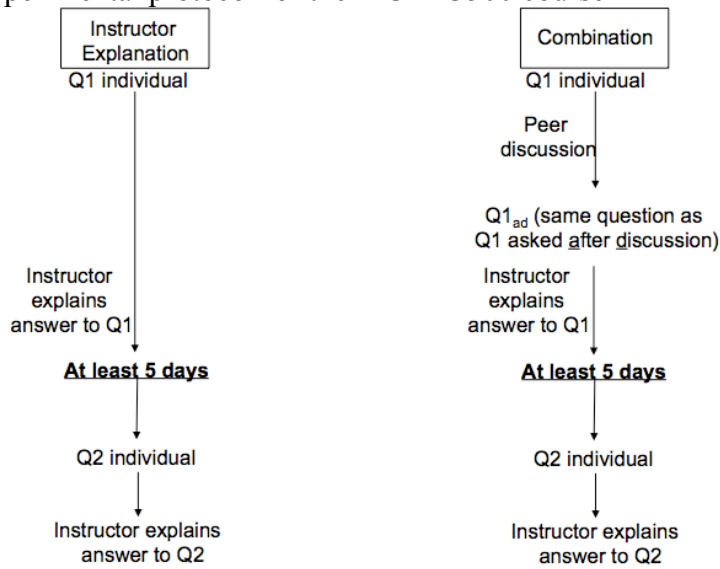 Instructor
Explanation
Q1 individual
Instructor
explains
answer to Q1
At least 5 days
Q2 individual
Instructor explains
answer to Q2
Combination
Q1 individual
Peer
discussion
Q1ad (same question as
Q1 asked after discussion)
Instructor
explains
answer to Q1
At least 5 days
Q2 individual
Instructor explains
answer to Q2